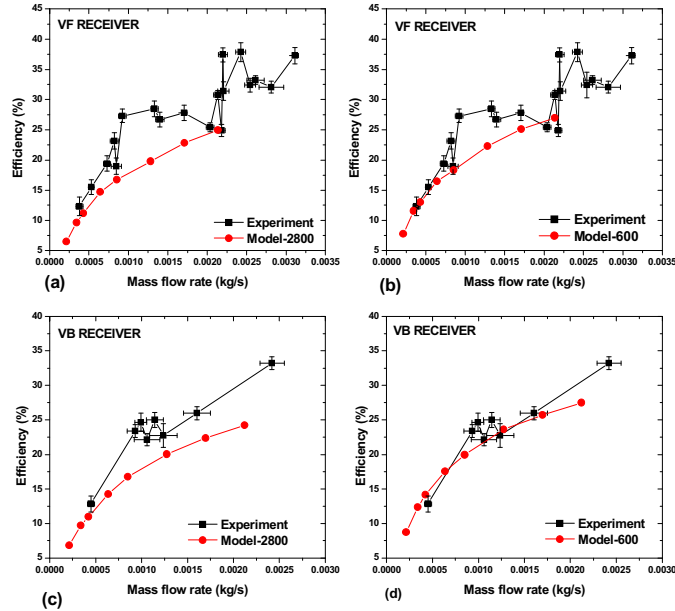 VF RECEIVER
Efficiency (%)
45
40
35
30
25
20
15
10
5
Experiment
Model-2800
0.0000 0.0005 0.0010 0.0015 0.0020 0.0025 0.0030 0.0035
Mass flow rate (kg/s)
(a)
VF RECEIVER
Efficiency (%)
45
40
35
30
25
20
15
10
5
Experiment
Model-600
0.0000 0.0005 0.0010 0.0015 0.0020 0.0025 0.0030 0.0035
Mass flow rate (kg/s)
(b)
VB RECEIVER
Efficiency (%)
40
35
30
25
20
15
10
5
Experiment
Model-2800
0.0000 0.0005 0.0010 0.0015 0.0020 0.0025 0.0030
Mass flow rate (kg/s)
(c)
VB RECEIVER
Efficiency (%)
40
35
30
25
20
15
10
5
Experiment
Model-600
0.0000 0.0005 0.0010 0.0015 0.0020 0.0025 0.0030
Mass flow rate (kg/s)
(d)